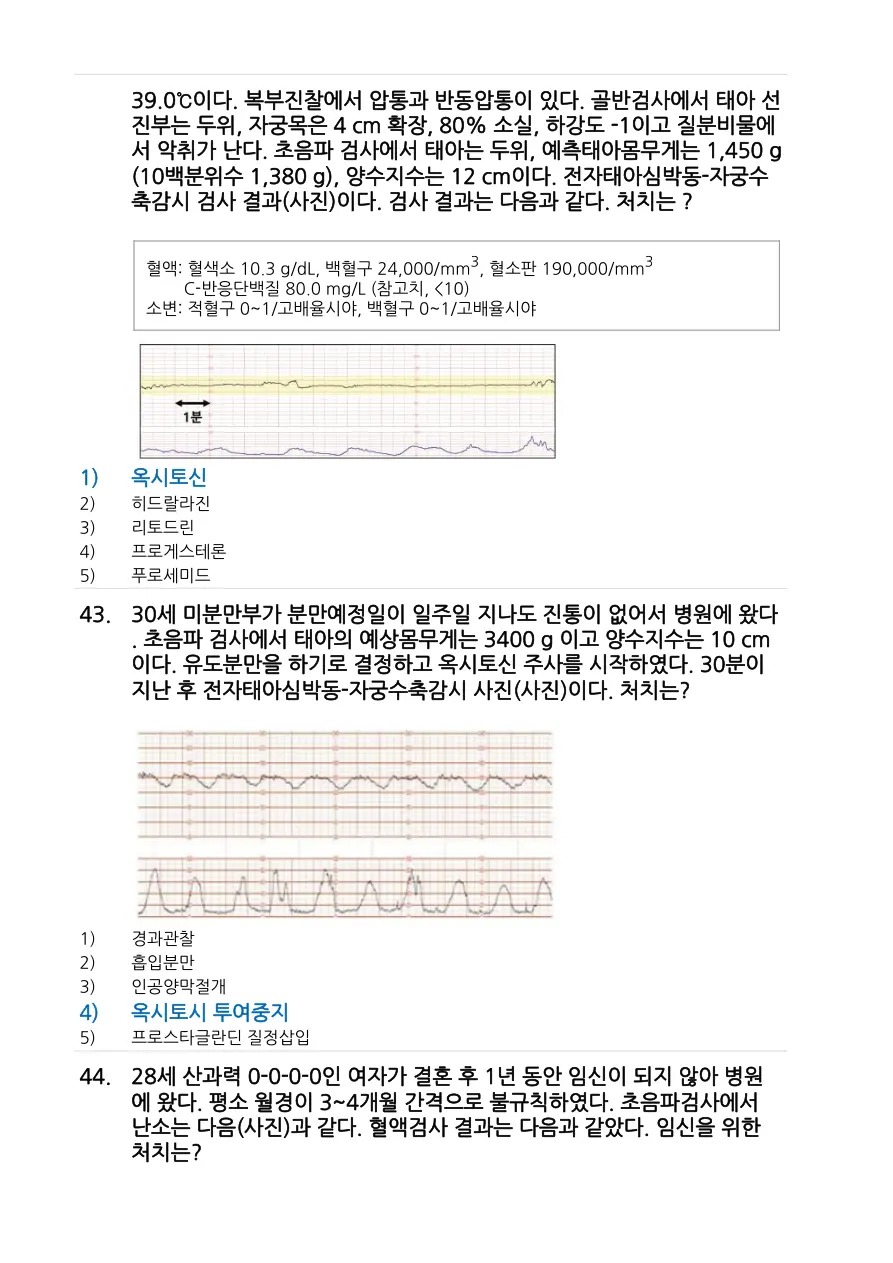 39.0℃이다. 복부진찰에서 압통과 반동압통이 있다. 골반검사에서 태아 선
진부는 두위, 자궁목은 4 cm 확장, 80% 소실, 하강도 -1이고 질분비물에
서 악취가 난다. 초음파 검사에서 태아는 두위, 예측태아몸무게는 1,450 g
(10백분위수 1,380 g), 양수지수는 12 cm이다. 전자태아심박동-자궁수
축감시 검사 결과(사진)이다. 검사 결과는 다음과 같다. 처치는 ?
혈액: 혈색소 10.3 g/dL, 백혈구 24,000/mm3, 혈소판 190,000/mm3
C-반응단백질 80.0 mg/L (참고치, <10)
소변: 적혈구 0~1/고배율시야, 백혈구 0~1/고배율시야
1분
1) 옥시토신
2) 히드랄라진
3) 리토드린
4) 프로게스테론
5) 푸로세미드
43. 30세 미분만부가 분만예정일이 일주일 지나도 진통이 없어서 병원에 왔다
. 초음파 검사에서 태아의 예상몸무게는 3400 g 이고 양수지수는 10 cm
이다. 유도분만을 하기로 결정하고 옥시토신 주사를 시작하였다. 30분이
지난 후 전자태아심박동-자궁수축감시 사진(사진)이다. 처치는?
1) 경과관찰
2) 흡입분만
3) 인공양막절개
4) 옥시토시 투여중지
5) 프로스타글란딘 질정삽입
44. 28세 산과력 0-0-0-0인 여자가 결혼 후 1년 동안 임신이 되지 않아 병원
에 왔다. 평소 월경이 3~4개월 간격으로 불규칙하였다. 초음파검사에서
난소는 다음(사진)과 같다. 혈액검사 결과는 다음과 같았다. 임신을 위한
처치는?